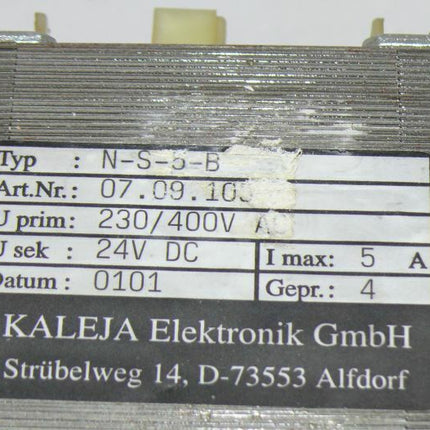 Typ : N-S-5-B
Art.Nr.: 07.09.10
U prim: 230/400V AC
U sek : 24V DC I max: 5 A
Datum : 0101 Gepr.: 4
KALEJA Elektronik GmbH
Strübelweg 14, D-73553 Alfdorf